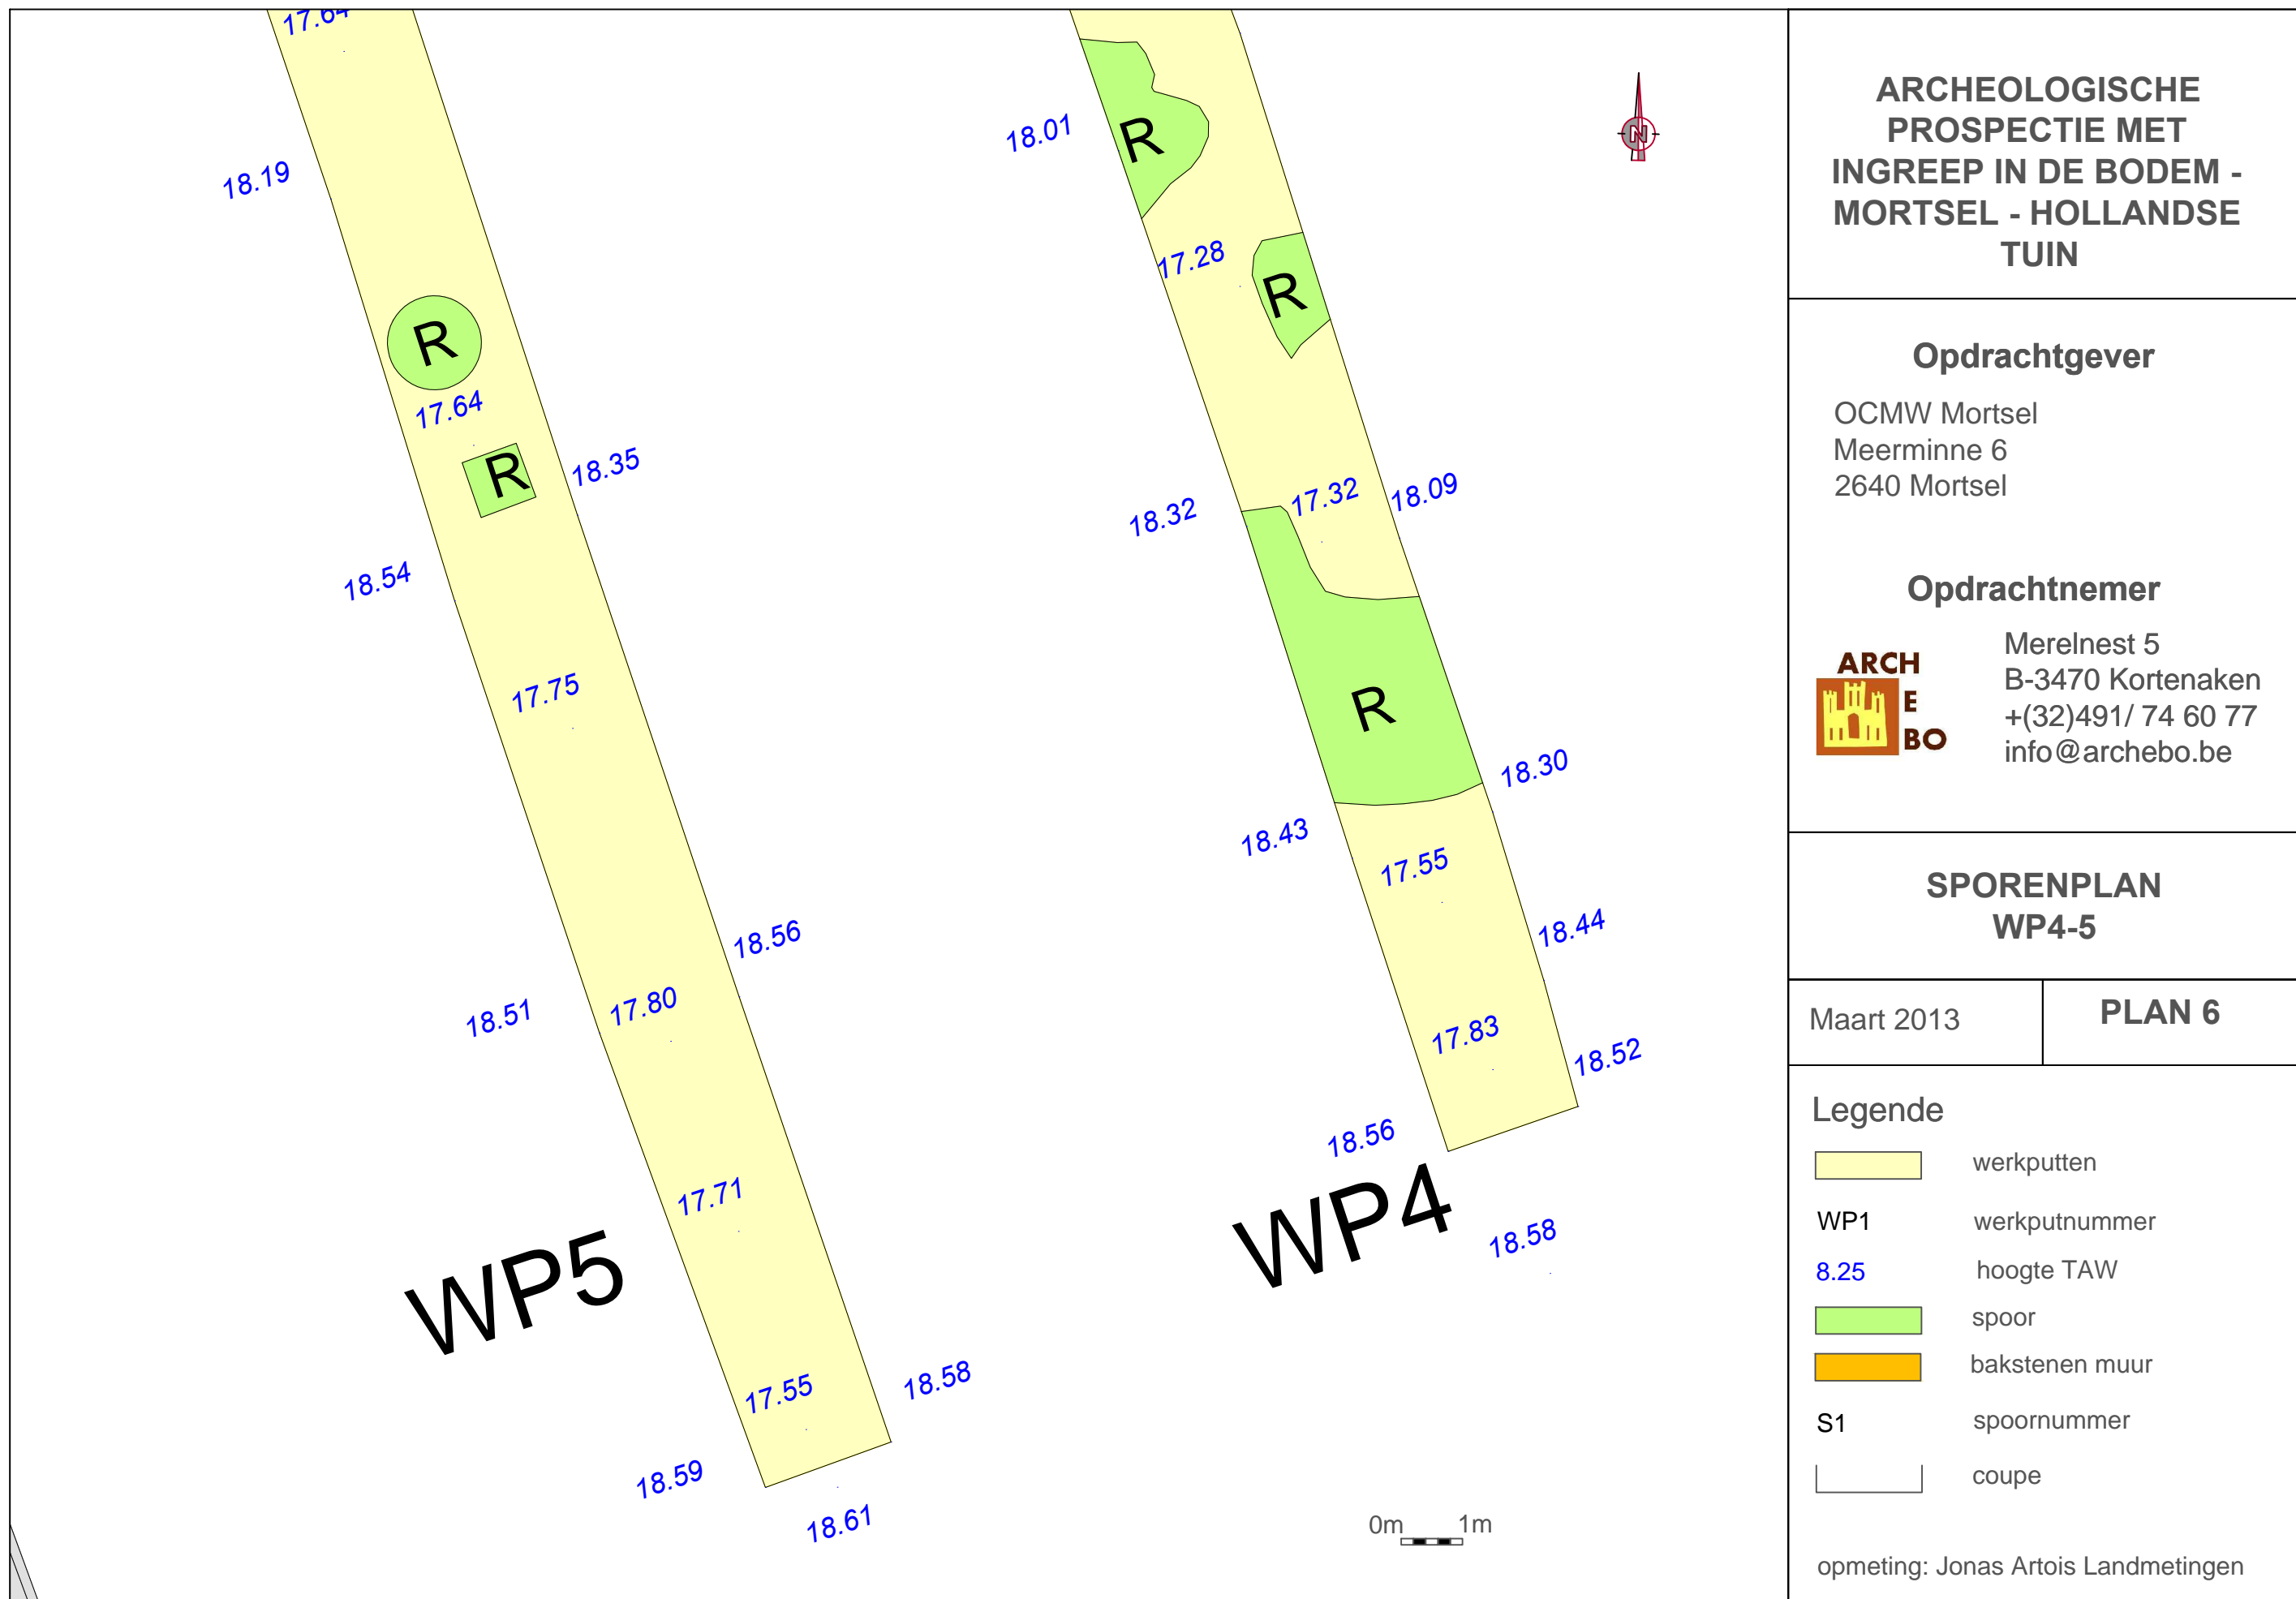 17.64
18.19
R
17.64
R
18.35
18.54
17.75
18.56
18.51
17.80
17.71
WP5
17.55
18.58
18.59
18.61
18.01
R
17.28
R
17.32
18.09
18.32
R
18.30
18.43
17.55
18.44
17.83
18.52
18.56
WP4
18.58
0m 1m
N
ARCHEOLOGISCHE
PROSPECTIE MET
INGREEP IN DE BODEM -
MORTSEL - HOLLANDSE
TUIN
Opdrachtgever
OCMW Mortsel
Meerminne 6
2640 Mortsel
Opdrachtnemer
ARCH
E
BO
Merelnest 5
B-3470 Kortenaken
+(32)491/ 74 60 77
info@archebo.be
SPORENPLAN
WP4-5
Maart 2013
PLAN 6
Legende
werkputten
WP1 werkputnummer
8.25 hoogte TAW
spoor
bakstenen muur
S1 spoornummer
coupe
opmeting: Jonas Artois Landmetingen